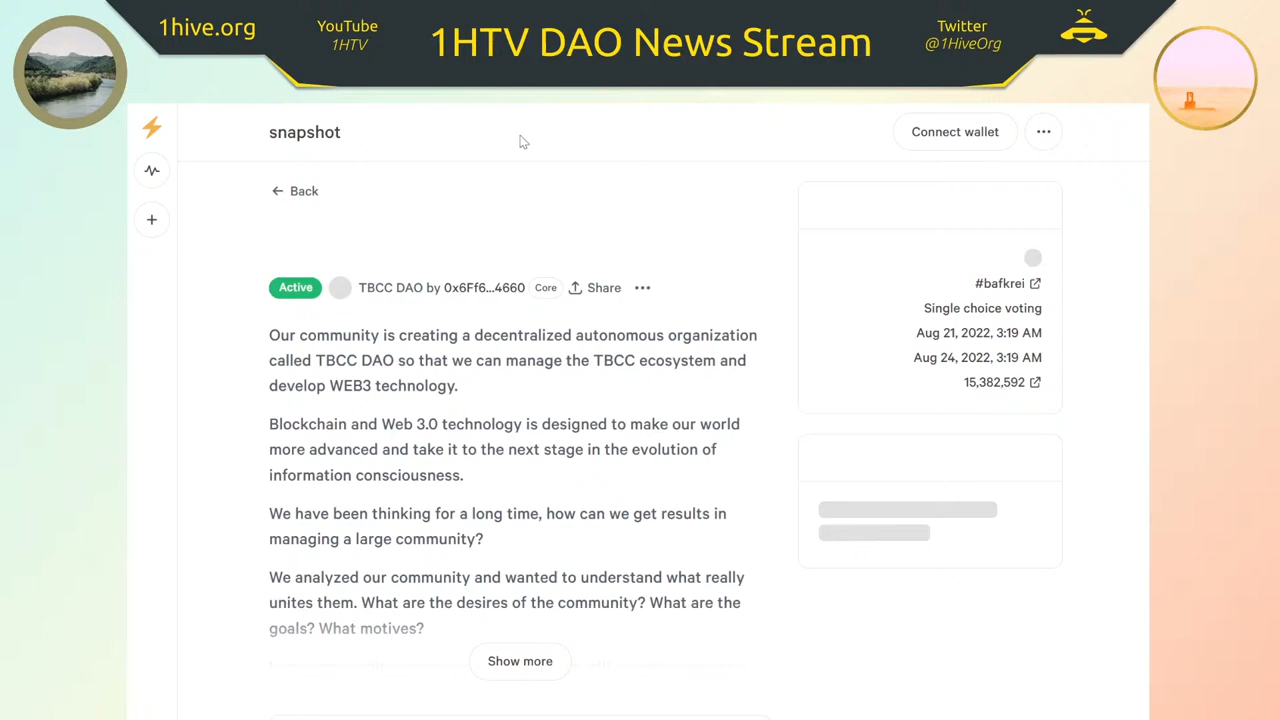 1hive.org
YouTube
1HTV
1HTV DAO News Stream
Twitter
@1HiveOrg
snapshot
Connect wallet
Back
Active TBCC DAO by 0x6Ff6...4660 Core Share
Our community is creating a decentralized autonomous organization
called TBCC DAO so that we can manage the TBCC ecosystem and
develop WEB3 technology.
Blockchain and Web 3.0 technology is designed to make our world
more advanced and take it to the next stage in the evolution of
information consciousness.
We have been thinking for a long time, how can we get results in
managing a large community?
We analyzed our community and wanted to understand what really
unites them. What are the desires of the community? What are the
goals? What motives?
Show more
#bafkrei
Single choice voting
Aug 21, 2022, 3:19 AM
Aug 24, 2022, 3:19 AM
15,382,592